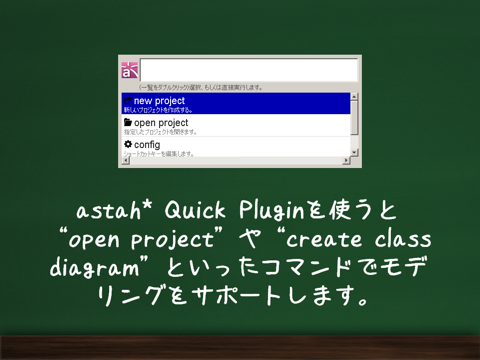 a
(一覧をダブルクリック)選択、もしくは直接実行します。
new project
新しいプロジェクトを作成する。
open project
指定したプロジェクトを開きます。
config
ショートカットキーを編集します。
astah* Quick Pluginを使うと
“open project”や“create class
diagram”といったコマンドでモデ
リングをサポートします。